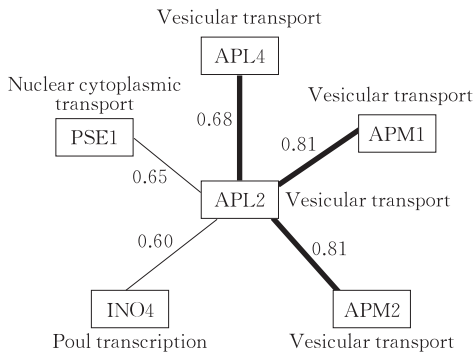 Vesicular transport
APL4
Nuclear cytoplasmic
transport
PSE1
0.68
Vesicular transport
0.81
APM1
0.65
APL2
Vesicular transport
0.60
0.81
INO4
APM2
Poul transcription
Vesicular transport